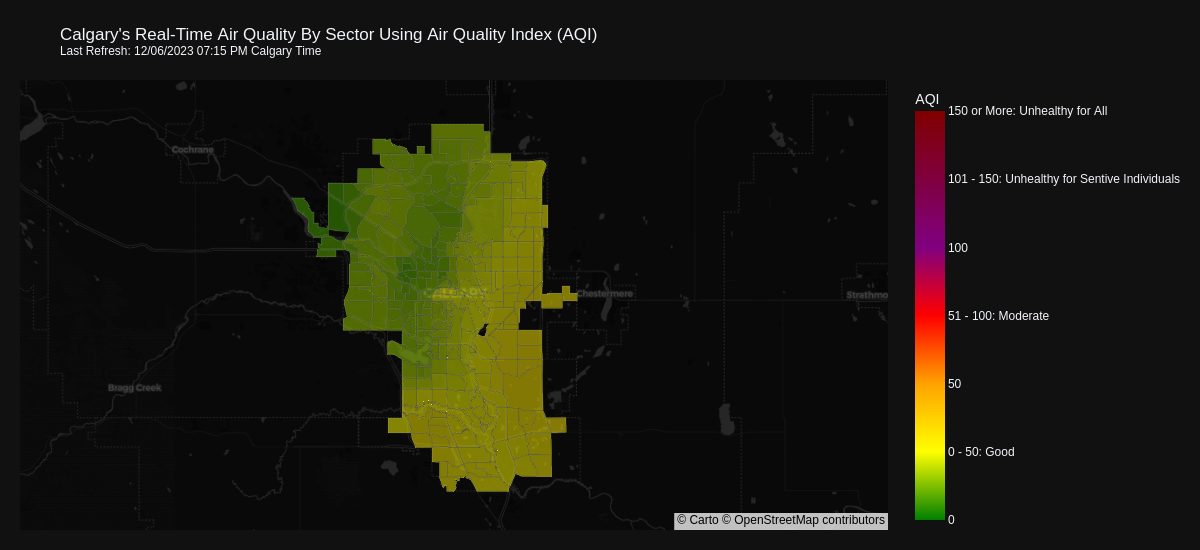 Calgary's Real-Time Air Quality By Sector Using Air Quality Index (AQI)
Last Refresh: 12/06/2023 07:15 PM Calgary Time
AQI
150 or More: Unhealthy for All
Cochrane
101 - 150: Unhealthy for Sentive Individuals
100
Chestermere
Strathmo
51 - 100: Moderate
50
Bragg Creek
0 - 50: Good
© Carto © OpenStreetMap contributors
0